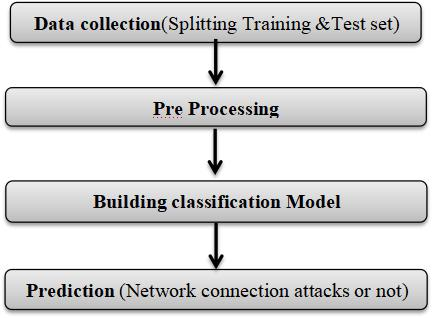 Data collection(Splitting Training &Test set)
Pre Processing
Building classification Model
Prediction (Network connection attacks or not)